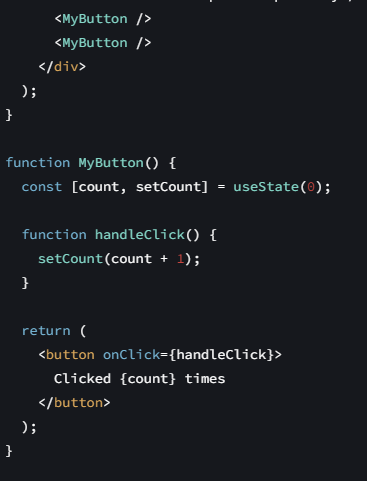 <MyButton />
<MyButton />
</div>
);
}
function MyButton() {
const [count, setCount] = useState(0);
function handleClick() {
setCount(count + 1);
}
return (
<button onClick={handleClick}>
Clicked {count} times
</button>
);
}